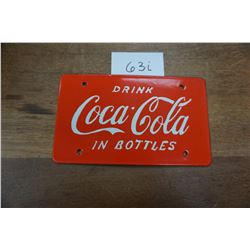 63i
DRINK
Coca-Cola
IN BOTTLES